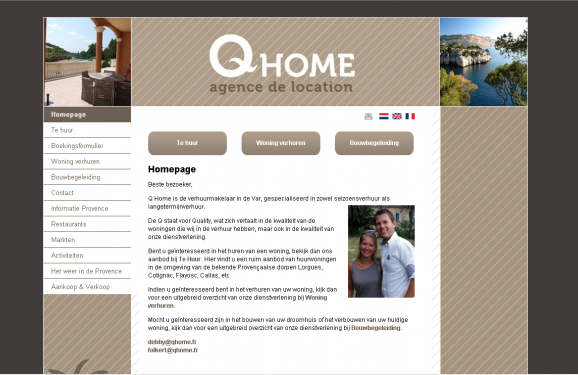 Q HOME
agence de location
Homepage
Te huur
Boekingsformulier
Woning verhuren
Bouwbegeleiding
Contact
Informatie Provence
Restaurants
Markten
Activiteiten
Het weer in de Provence
Aankoop & Verkoop
Te huur
Woning verhuren
Bouwbegeleiding
Homepage
Beste bezoeker,
Q Home is de verhuurmakelaar in de Var, gespecialiseerd in zowel seizoensverhuur als
langetermijnverhuur.
De Q staat voor Quality, wat zich vertaalt in de kwaliteit van de
woningen die wij in de verhuur hebben, maar ook in de kwaliteit van
onze dienstverlening.
Bent u geïnteresseerd in het huren van een woning, bekijk dan ons
aanbod bij Te Huur. Hier vindt u een ruim aanbod van huurwoningen
in de omgeving van de bekende Provençaalse dorpen Lorgues,
Cotignac, Flayosc, Callas, etc.
Indien u geïnteresseerd bent in het verhuren van uw woning, kijk dan
voor een uitgebreid overzicht van onze dienstverlening bij Woning
verhuren.
Mocht u geïnteresseerd zijn in het bouwen van uw droomhuis of het verbouwen van uw huidige
woning, kijk dan voor een uitgebreid overzicht van onze dienstverlening bij Bouwbegeleiding.
debby@qhome.fr
folkert@qhome.fr